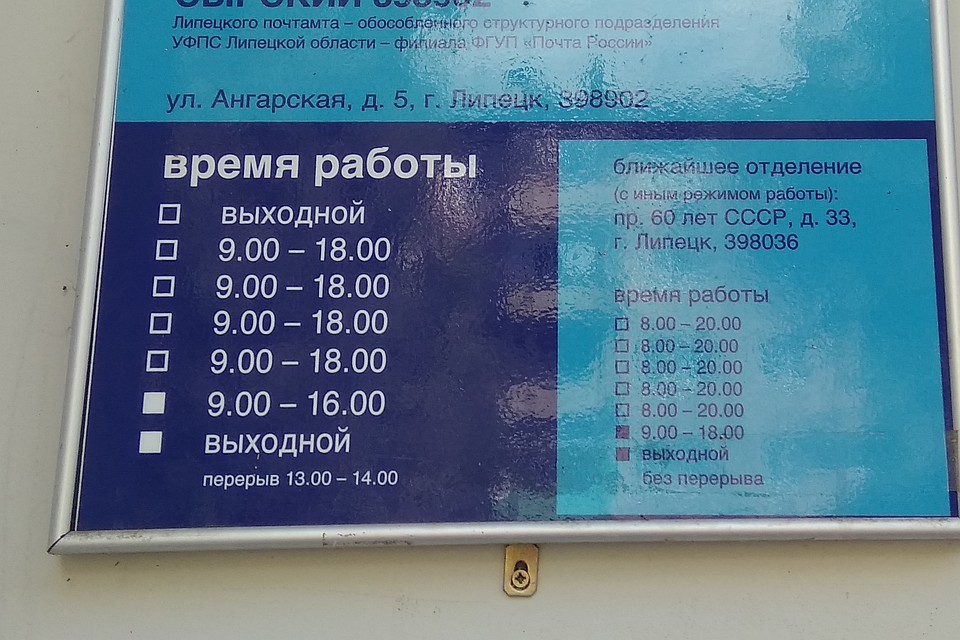 Липецкого почтамта – обособленного структурного подразделения
УФПС Липецкой области – филиала ФГУП «Почта России»
ул. Ангарская, д. 5, г. Липецк, 398902
время работы
выходной
9.00 – 18.00
9.00 – 18.00
9.00 – 18.00
9.00 – 18.00
9.00 – 16.00
выходной
перерыв 13.00 – 14.00
ближайшее отделение
(с иным режимом работы):
пр. 60 лет СССР, д. 33,
г. Липецк, 398036
время работы
8.00 – 20.00
8.00 – 20.00
8.00 – 20.00
8.00 – 20.00
8.00 – 20.00
9.00 – 18.00
выходной
без перерыва